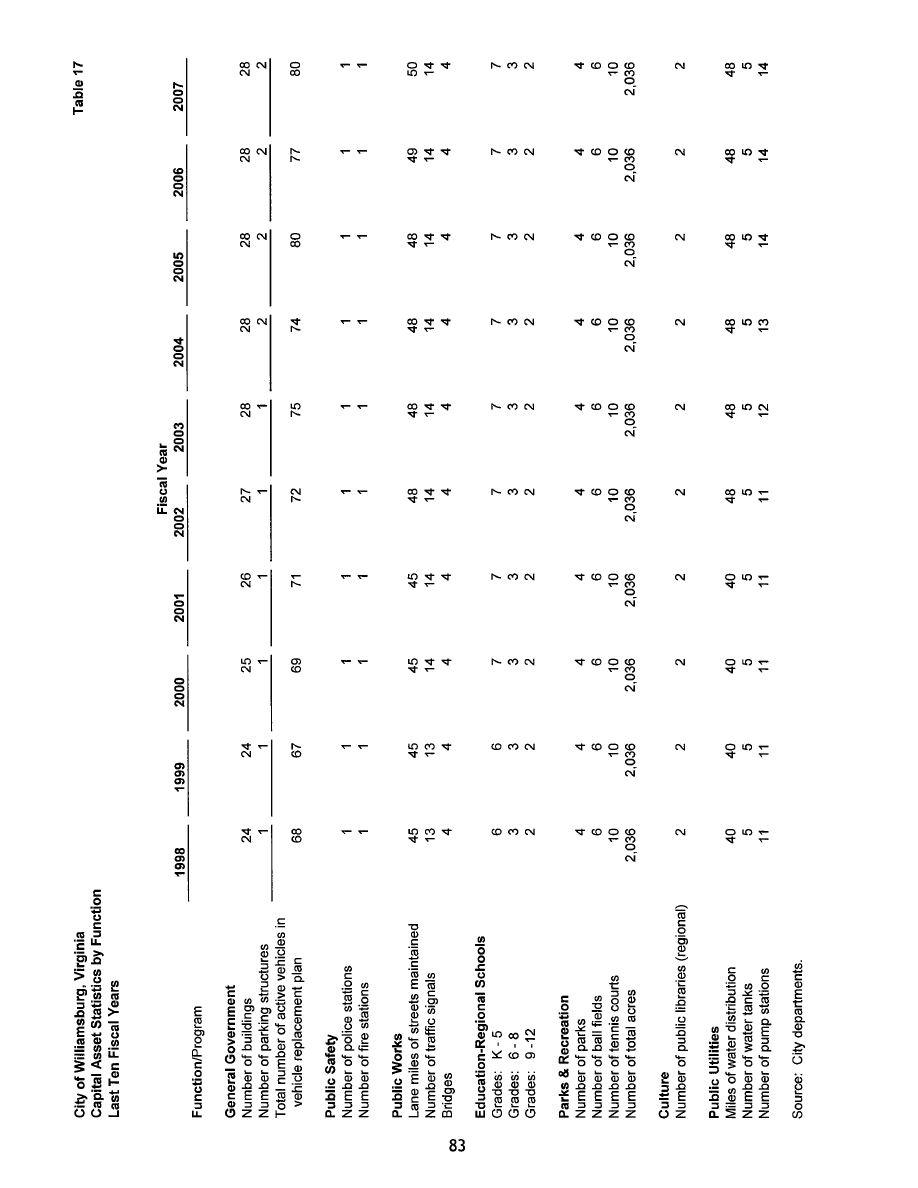 City of Williamsburg, Virginia Table 17
Capital Asset Statistics by Function
Last Ten Fiscal Years
Fiscal Year
1998 1999 2000 2001 2002 2003 2004 2005 2006 2007
Function/Program
General Government
Number of buildings 24 24 25 26 27 28 28 28 28 28
Number of parking structures 1 1 1 1 1 1 2 2 2 2
Total number of active vehicles in
vehicle replacement plan 68 67 69 71 72 75 74 80 77 80
Public Safety
Number of police stations 1 1 1 1 1 1 1 1 1 1
Number of fire stations 1 1 1 1 1 1 1 1 1 1
Public Works
Lane miles of streets maintained 45 45 45 45 48 48 48 48 49 50
Number of traffic signals 13 13 14 14 14 14 14 14 14 14
Bridges 4 4 4 4 4 4 4 4 4 4
Education-Regional Schools
Grades: K - 5 6 6 7 7 7 7 7 7 7 7
Grades: 6 - 8 3 3 3 3 3 3 3 3 3 3
Grades: 9 -12 2 2 2 2 2 2 2 2 2 2
Parks & Recreation
Number of parks 4 4 4 4 4 4 4 4 4 4
Number of ball fields 6 6 6 6 6 6 6 6 6 6
Number of tennis courts 10 10 10 10 10 10 10 10 10 10
Number of total acres 2,036 2,036 2,036 2,036 2,036 2,036 2,036 2,036 2,036 2,036
Culture
Number of public libraries (regional) 2 2 2 2 2 2 2 2 2 2
Public Utilities
Miles of water distribution 40 40 40 40 48 48 48 48 48 48
Number of water tanks 5 5 5 5 5 5 5 5 5 5
Number of pump stations 11 11 11 11 11 12 13 14 14 14
Source: City departments.
83